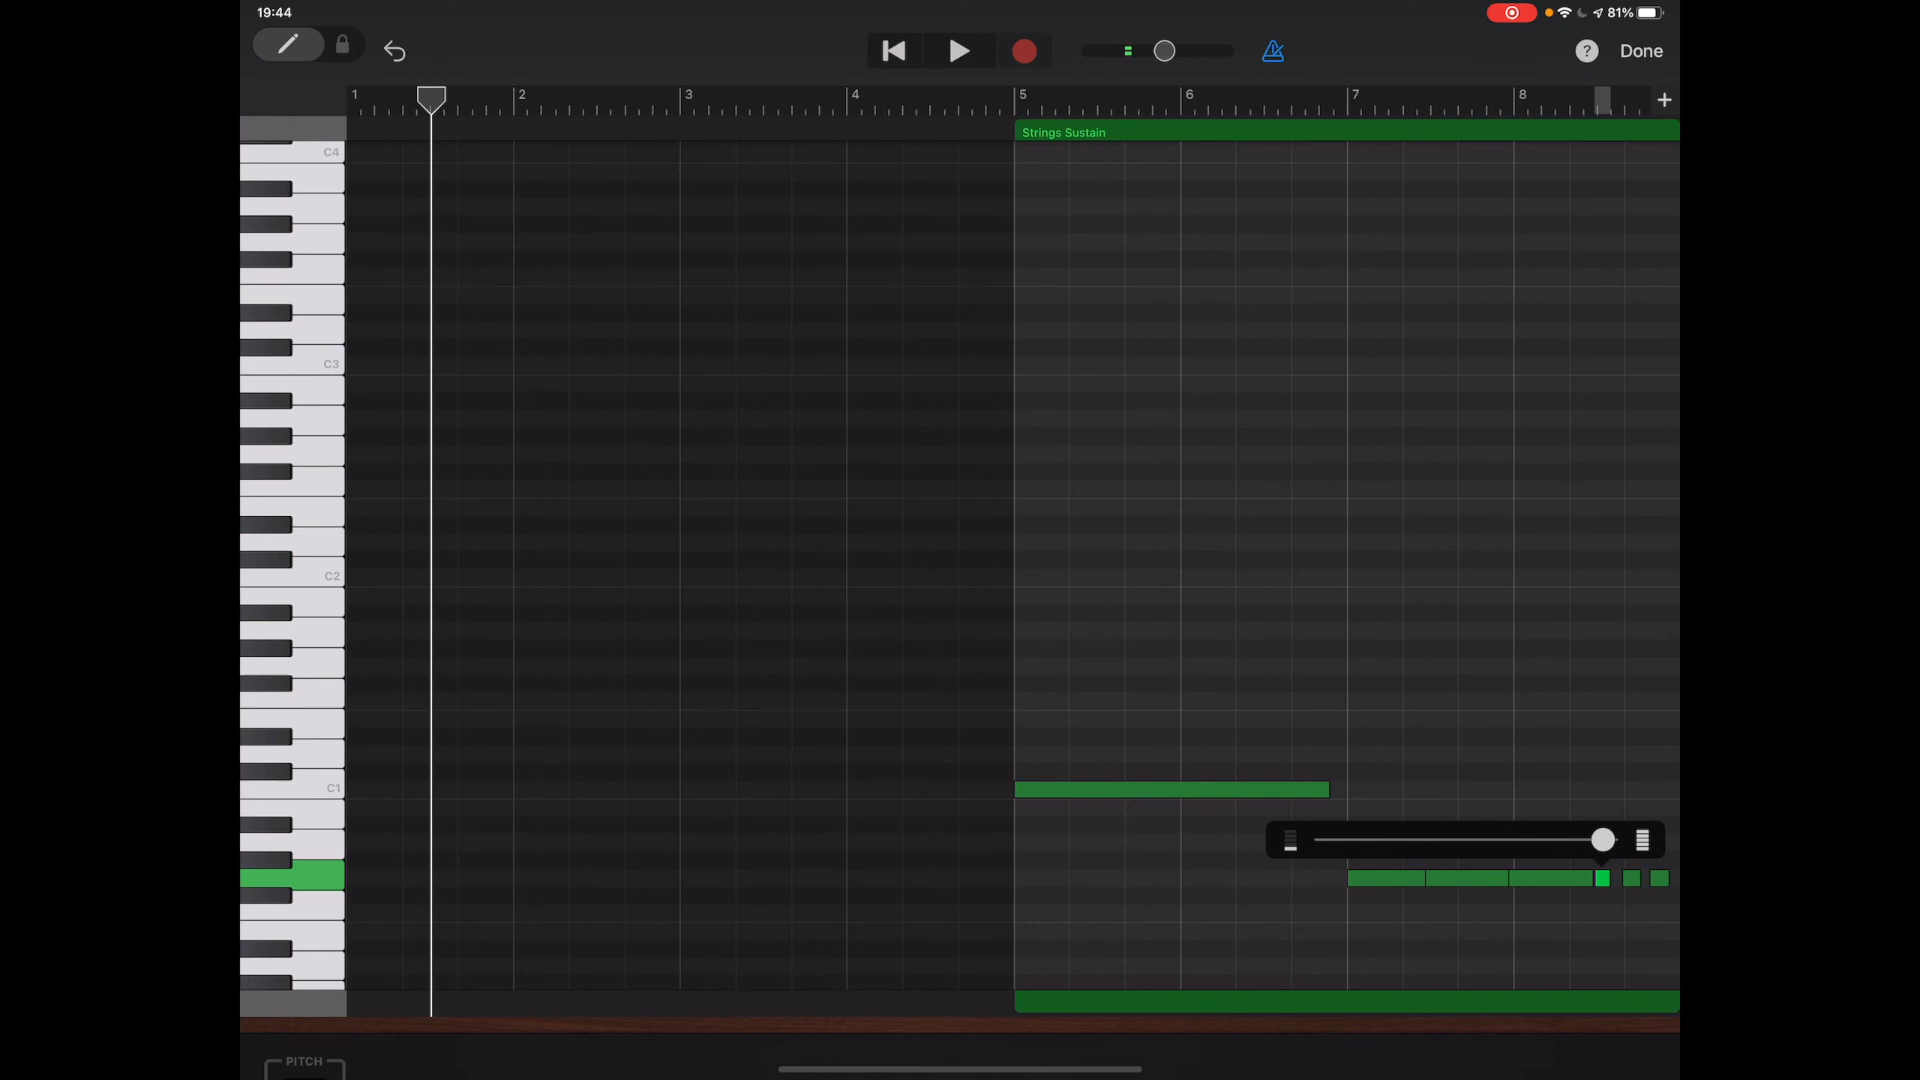 19:44
81%
? Done
1 2 3 4 5 6 7 8 +
Strings Sustain
C4
C3
C2
C1
PITCH